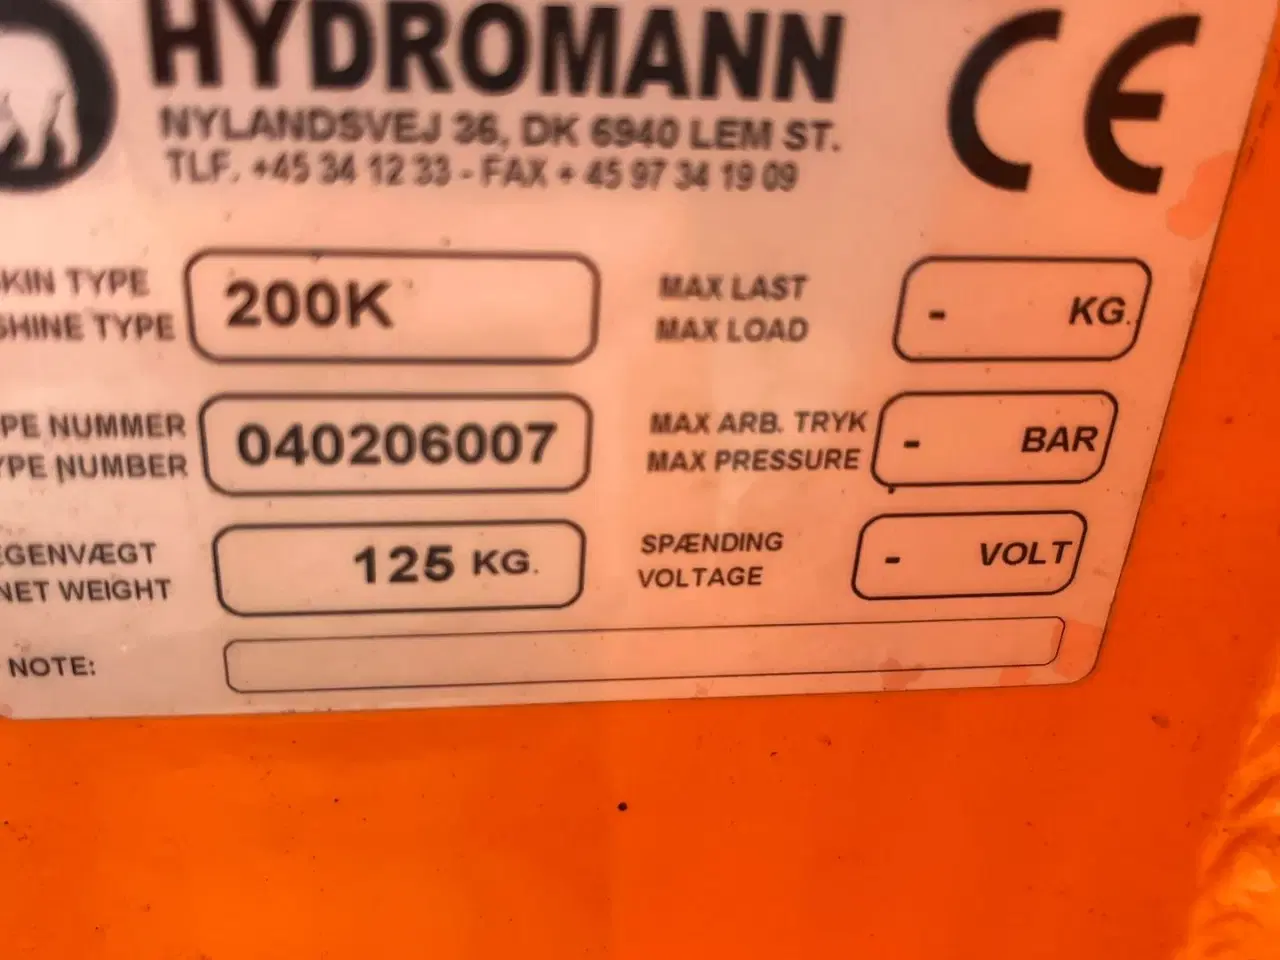 HYDROMANN
NYLANDSVEJ 36, DK 6940 LEM ST.
TLF. +45 34 12 33 - FAX + 45 97 34 19 09
CE
KIN TYPE
HINE TYPE
200K
MAX LAST
MAX LOAD
- KG.
PE NUMMER
YPE NUMBER
040206007
MAX ARB. TRYK
MAX PRESSURE
- BAR
EGENVÆGT
NET WEIGHT
125 KG.
SPÆNDING
VOLTAGE
- VOLT
NOTE: